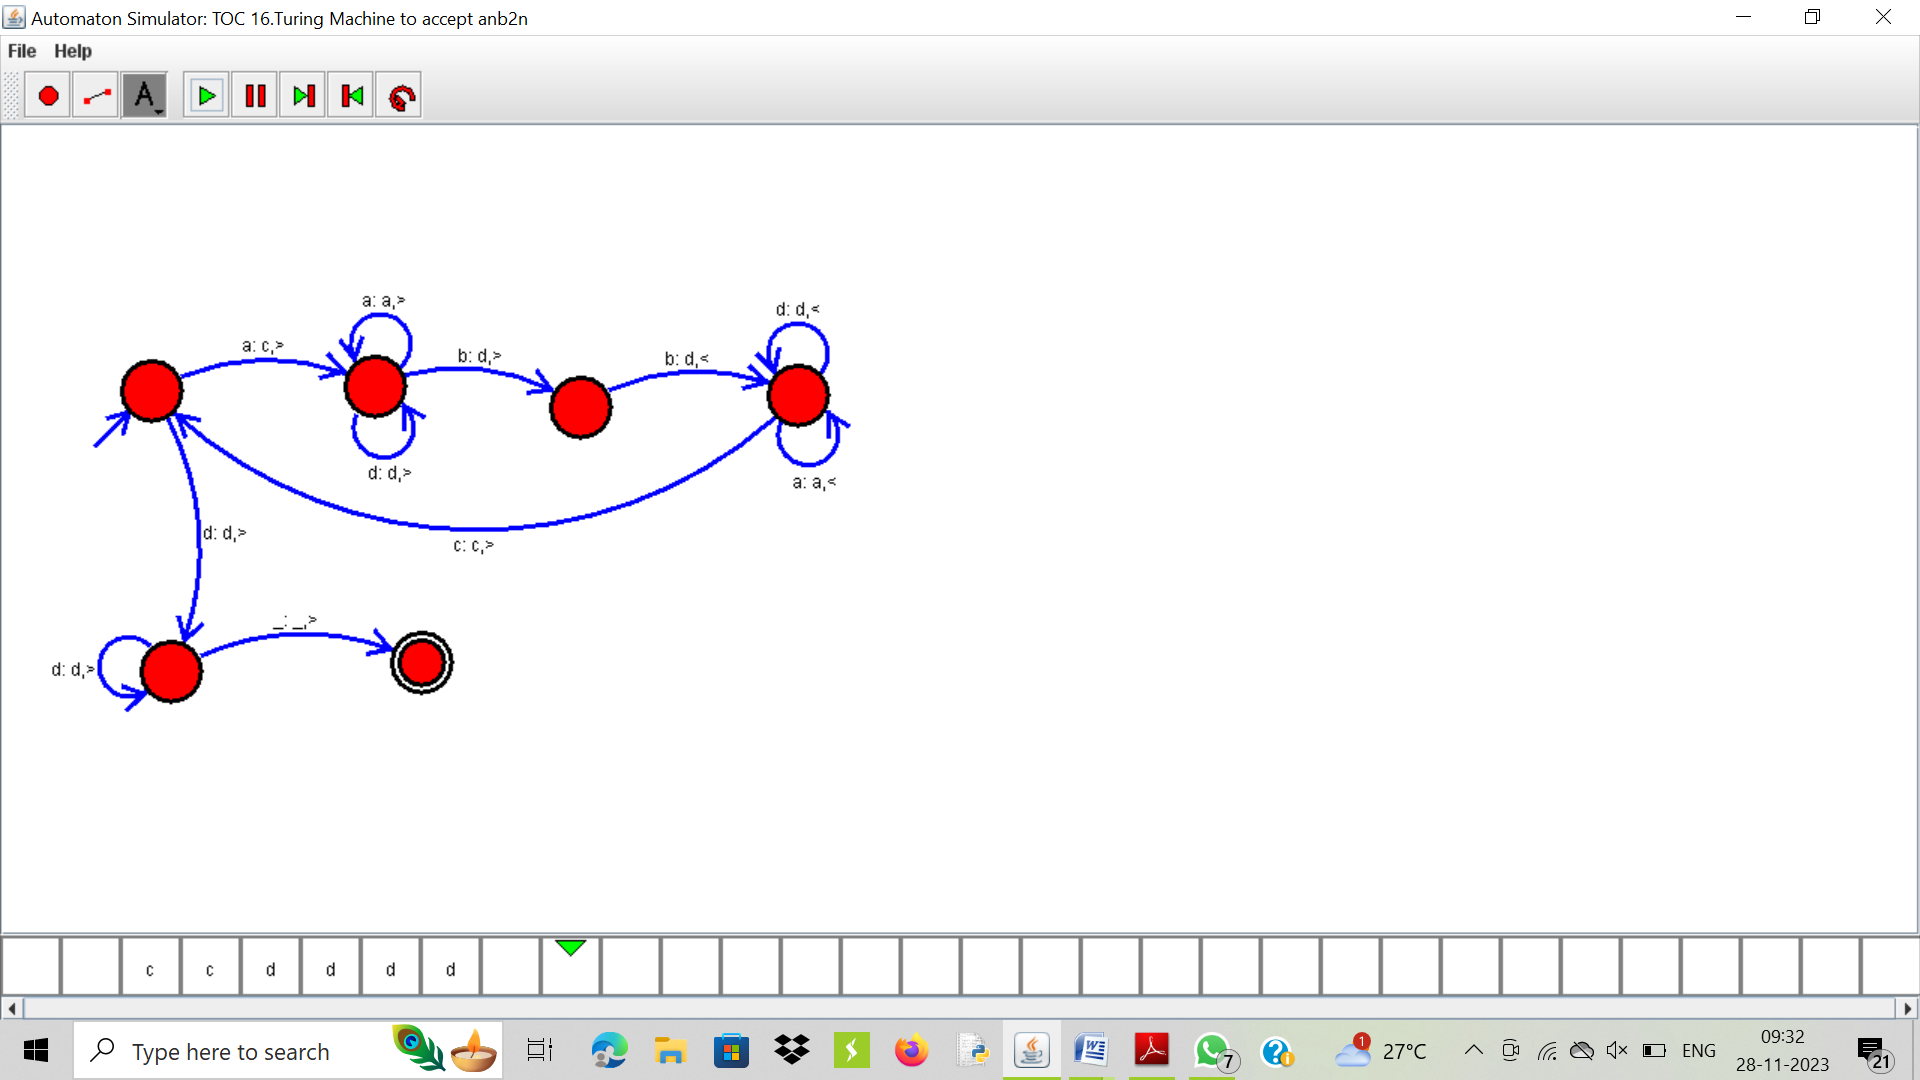 Automaton Simulator: TOC 16.Turing Machine to accept anb2n
File Help
A
a: a,>
d: d,<
a: c,>
b: d,>
b: d,<
d: d,>
a: a,<
d: d,>
c: c,>
_: _,>
d: d,>
c c d d d d
Type here to search
7
1
27°C
ENG
09:32
28-11-2023
21